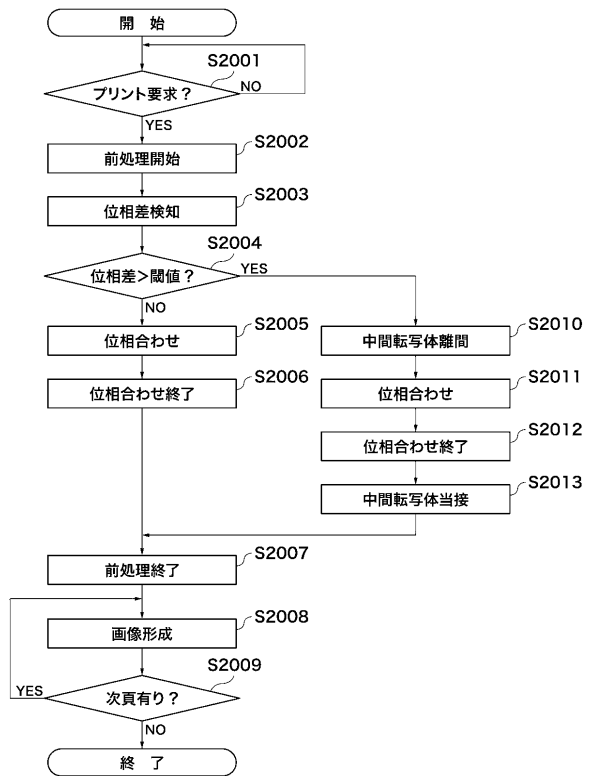 開 始
S2001
プリント要求？
NO
YES
S2002
前処理開始
S2003
位相差検知
S2004
位相差＞閾値？
YES
NO
S2005
位相合わせ
S2006
位相合わせ終了
S2010
中間転写体離間
S2011
位相合わせ
S2012
位相合わせ終了
S2013
中間転写体当接
S2007
前処理終了
S2008
画像形成
S2009
次頁有り？
YES
NO
終 了